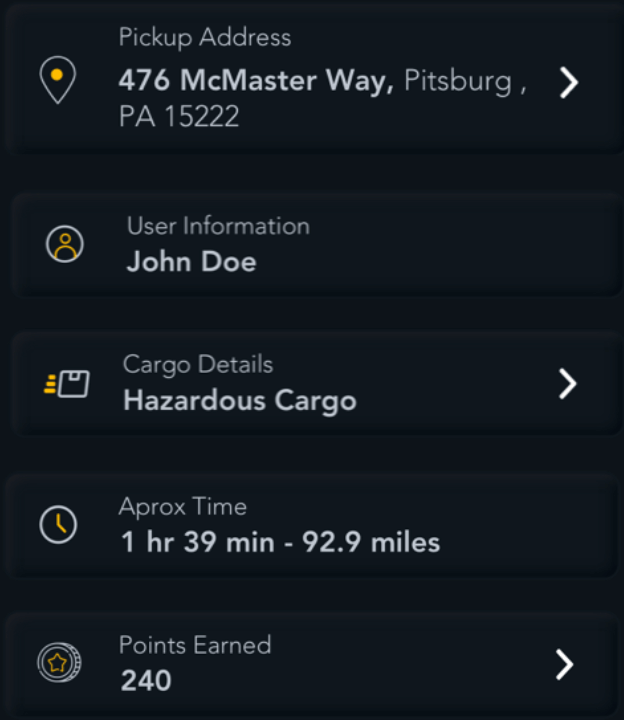 Pickup Address
476 McMaster Way, Pitsburg ,
PA 15222
User Information
John Doe
Cargo Details
Hazardous Cargo
Aprox Time
1 hr 39 min - 92.9 miles
Points Earned
240